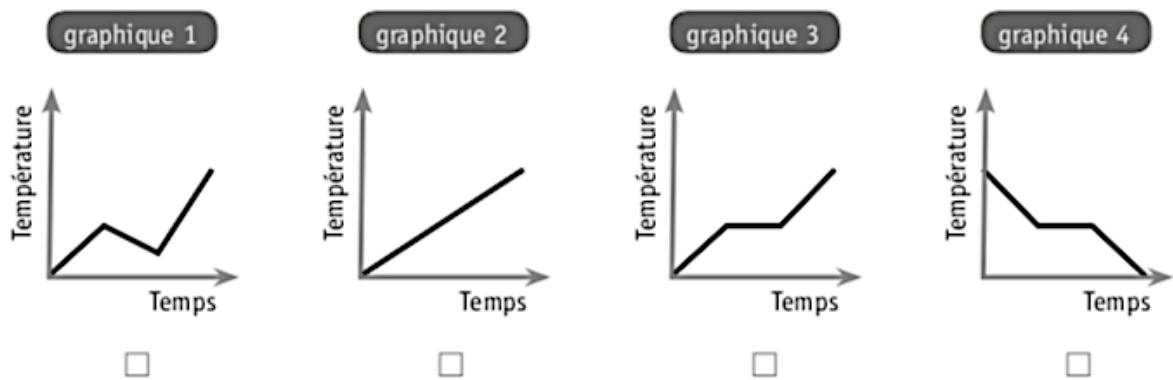 graphique 1
graphique 2
graphique 3
graphique 4
Température
Temps
Température
Temps
Température
Temps
Température
Temps